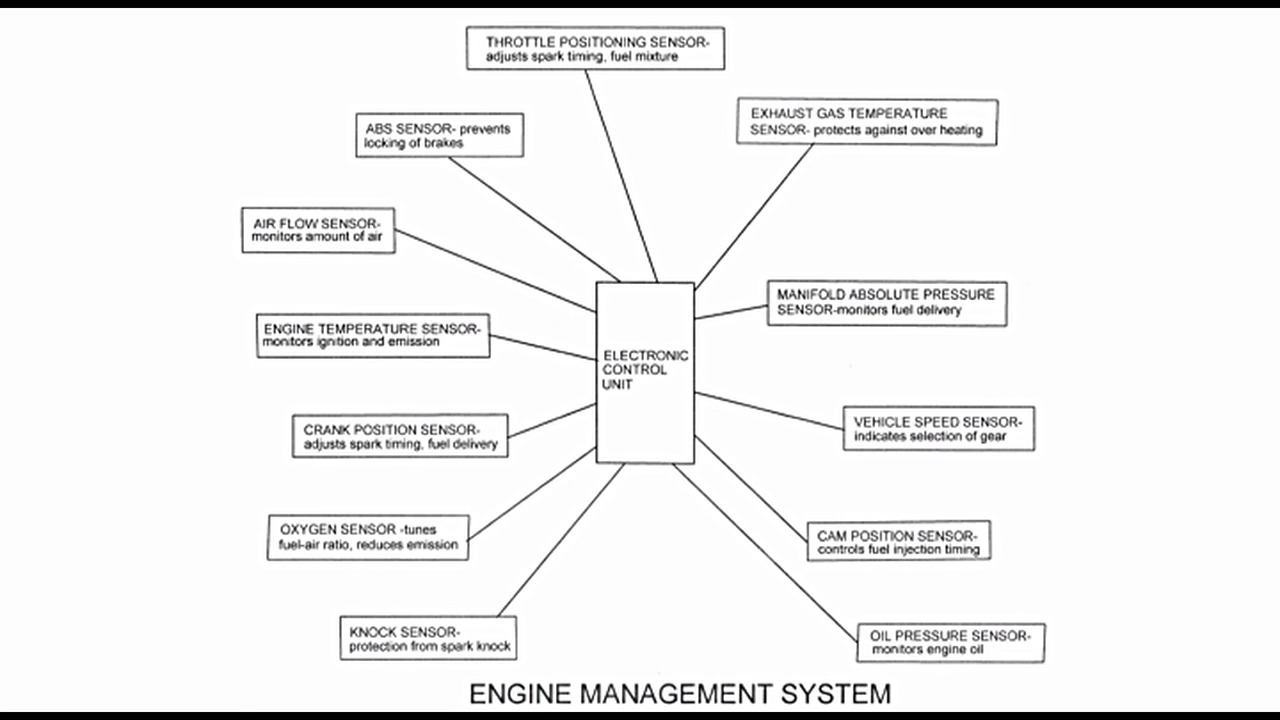 THROTTLE POSITIONING SENSOR-
adjusts spark timing, fuel mixture
EXHAUST GAS TEMPERATURE
SENSOR- protects against over heating
ABS SENSOR- prevents
locking of brakes
AIR FLOW SENSOR-
monitors amount of air
MANIFOLD ABSOLUTE PRESSURE
SENSOR-monitors fuel delivery
ENGINE TEMPERATURE SENSOR-
monitors ignition and emission
ELECTRONIC
CONTROL
UNIT
CRANK POSITION SENSOR-
adjusts spark timing, fuel delivery
VEHICLE SPEED SENSOR-
indicates selection of gear
OXYGEN SENSOR -tunes
fuel-air ratio, reduces emission
CAM POSITION SENSOR-
controls fuel injection timing
KNOCK SENSOR-
protection from spark knock
OIL PRESSURE SENSOR-
monitors engine oil
ENGINE MANAGEMENT SYSTEM